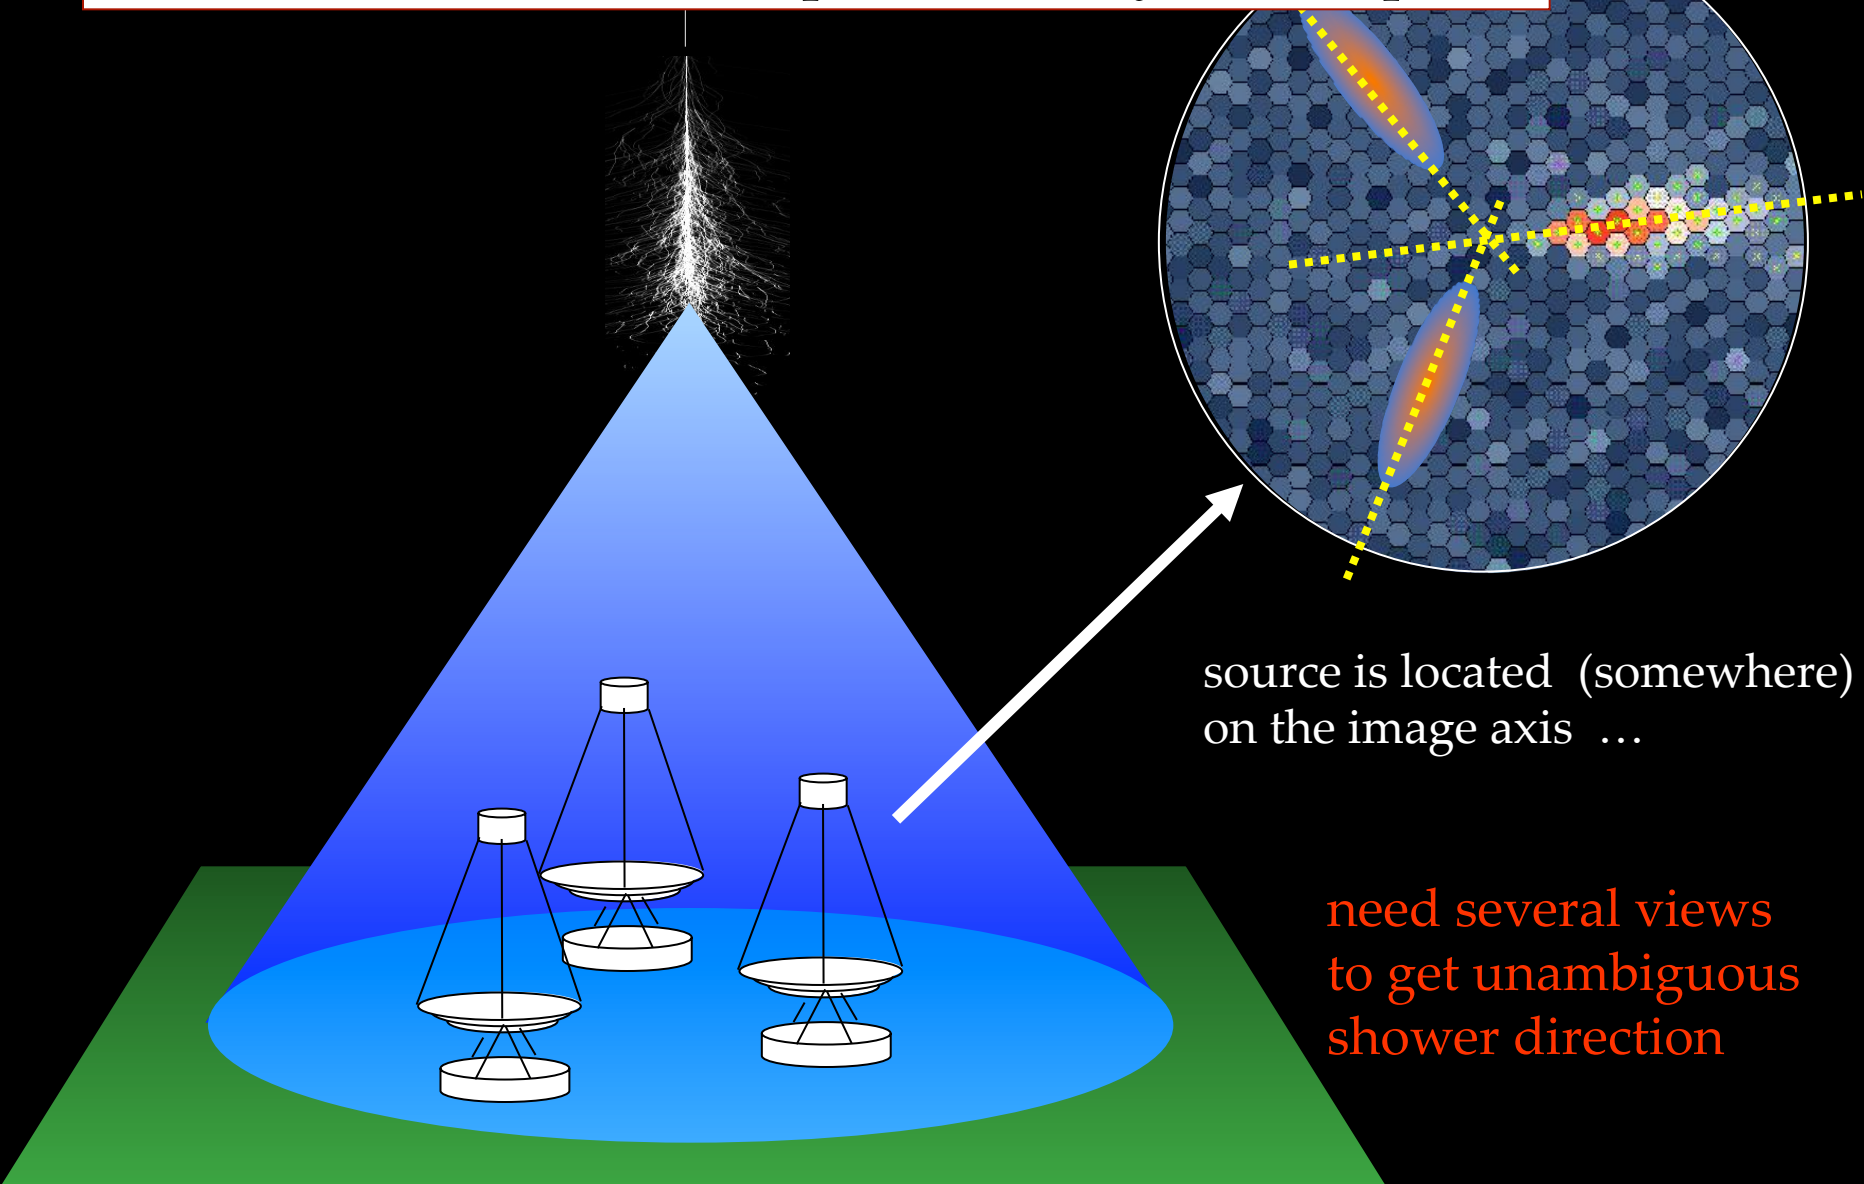 source is located (somewhere)
on the image axis …
need several views
to get unambiguous
shower direction